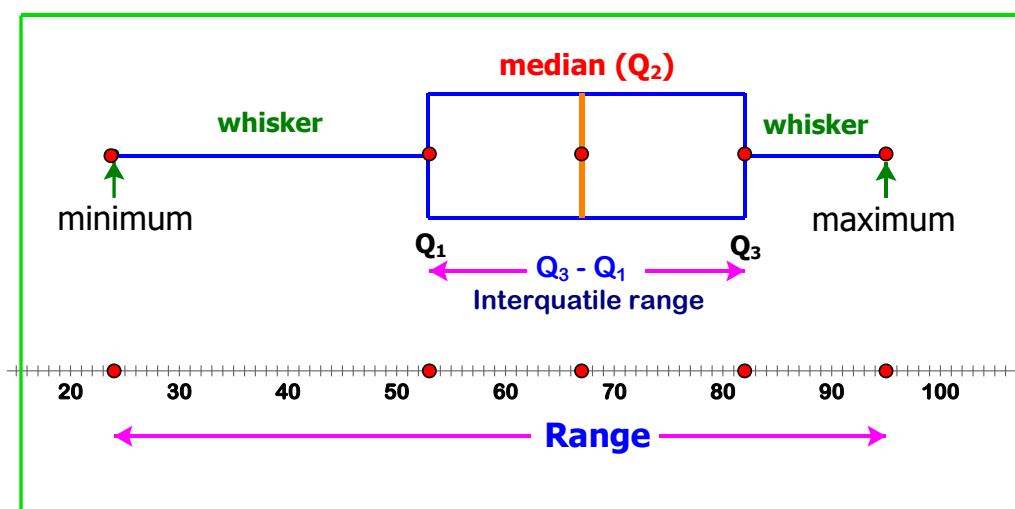 median (Q₂)
whisker
whisker
minimum
maximum
Q₁
Q₃
Q₃ - Q₁
Interquatile range
20 30 40 50 60 70 80 90 100
Range